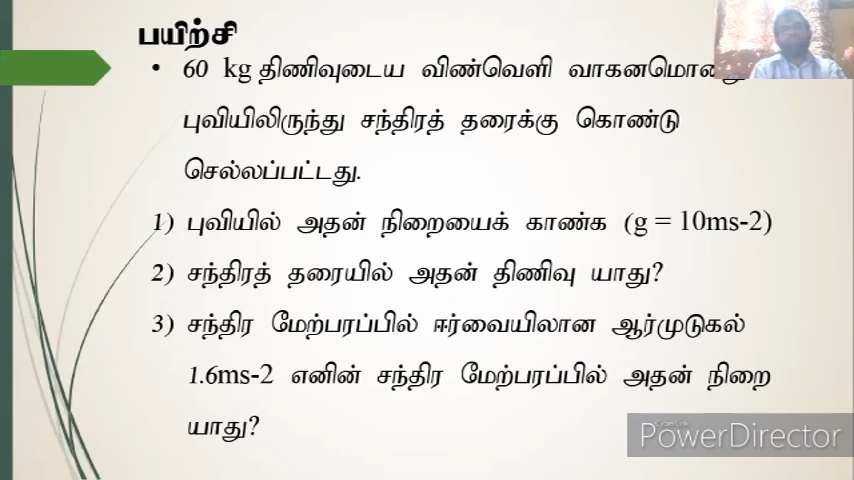 பயிற்சி
• 60 kg திணிவுடைய விண்வெளி
புவியிலிருந்து சந்திரத் தரைக்கு கொண்டு
செல்லப்பட்டது.
1) புவியில் அதன் நிறையைக் காண்க (g = 10ms-2)
2) சந்திரத் தரையில் அதன் திணிவு யாது?
3) சந்திர மேற்பரப்பில் ஈர்வையிலான ஆர்முடுகல்
1.6ms-2 எனின் சந்திர மேற்பரப்பில் அதன் நிறை
யாது?
CyberLink
PowerDirector